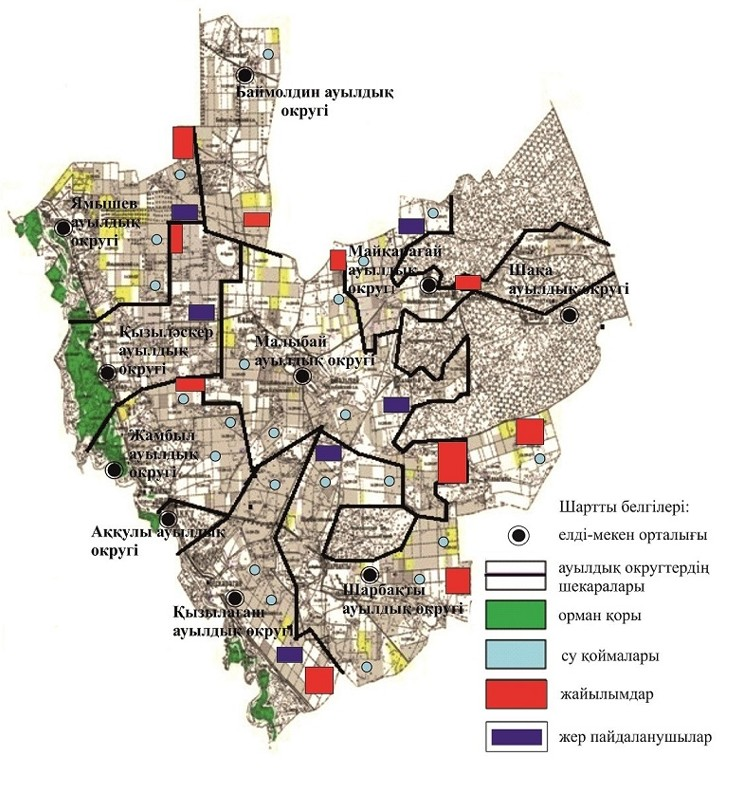 Баймолдин ауылдық
округі
Ямышев
ауылдық
округі
Майқарағай
ауылдық
округі
Шақа
ауылдық округі
Қызыләскер
ауылдық
округі
Малыбай
ауылдық округі
Жамбыл
ауылдық
округі
Аққулы ауылдық
округі
Қызылағаш
ауылдық округі
Шарбақты
ауылдық округі
Шартты белгілері:
елді-мекен орталығы
ауылдық округтердің
шекаралары
орман қоры
су қоймалары
жайылымдар
жер пайдаланушылар